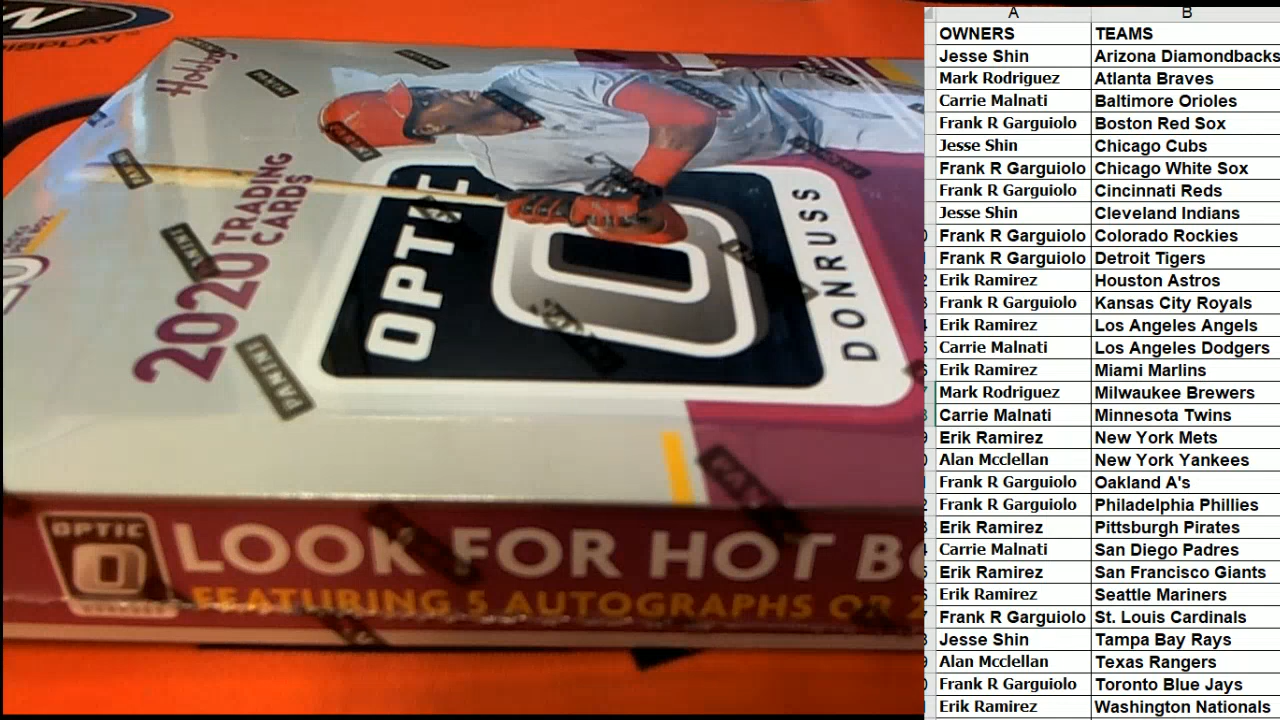 DISPLAY
Hobby
2020 TRADING
CARDS
OPTIC
DONRUSS
PANINI
OPTIC
LOOK FOR HOT
FEATURING 5 AUTOGRAPHS OR 2
A B
OWNERS TEAMS
Jesse Shin Arizona Diamondbacks
Mark Rodriguez Atlanta Braves
Carrie Malnati Baltimore Orioles
Frank R Garguiolo Boston Red Sox
Jesse Shin Chicago Cubs
Frank R Garguiolo Chicago White Sox
Frank R Garguiolo Cincinnati Reds
Jesse Shin Cleveland Indians
Frank R Garguiolo Colorado Rockies
Frank R Garguiolo Detroit Tigers
Erik Ramirez Houston Astros
Frank R Garguiolo Kansas City Royals
Erik Ramirez Los Angeles Angels
Carrie Malnati Los Angeles Dodgers
Erik Ramirez Miami Marlins
Mark Rodriguez Milwaukee Brewers
Carrie Malnati Minnesota Twins
Erik Ramirez New York Mets
Alan Mcclellan New York Yankees
Frank R Garguiolo Oakland A's
Frank R Garguiolo Philadelphia Phillies
Erik Ramirez Pittsburgh Pirates
Carrie Malnati San Diego Padres
Erik Ramirez San Francisco Giants
Erik Ramirez Seattle Mariners
Frank R Garguiolo St. Louis Cardinals
Jesse Shin Tampa Bay Rays
Alan Mcclellan Texas Rangers
Frank R Garguiolo Toronto Blue Jays
Erik Ramirez Washington Nationals